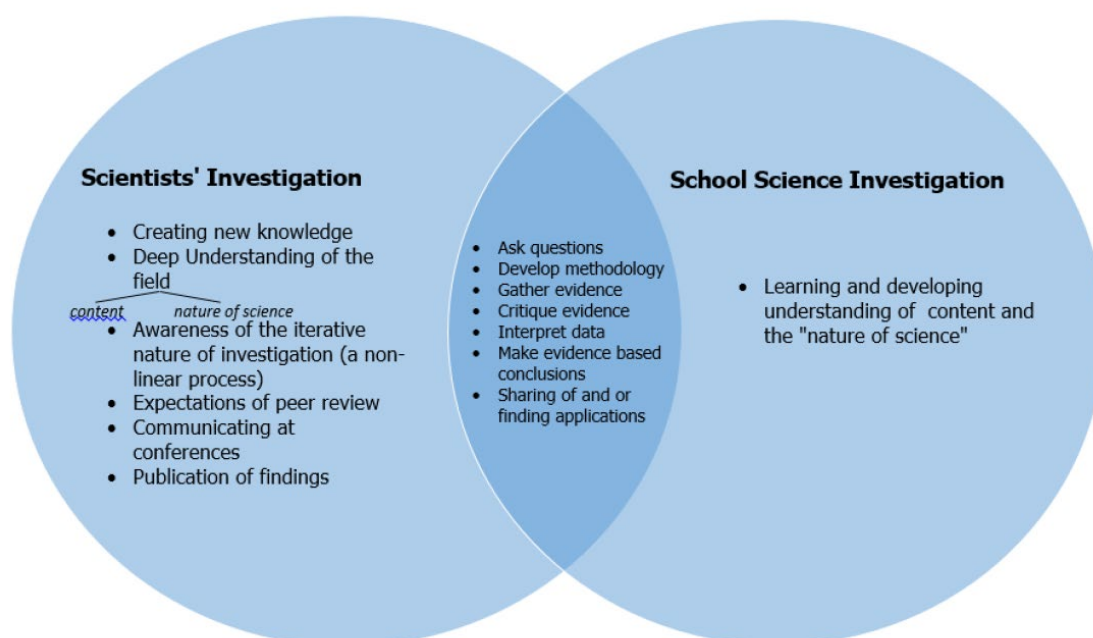 Scientists' Investigation
• Creating new knowledge
• Deep Understanding of the
field
content
nature of science
• Awareness of the iterative
nature of investigation (a non-
linear process)
• Expectations of peer review
• Communicating at
conferences
• Publication of findings
• Ask questions
• Develop methodology
• Gather evidence
• Critique evidence
• Interpret data
• Make evidence based
conclusions
• Sharing of and or
finding applications
School Science Investigation
• Learning and developing
understanding of content and
the "nature of science"